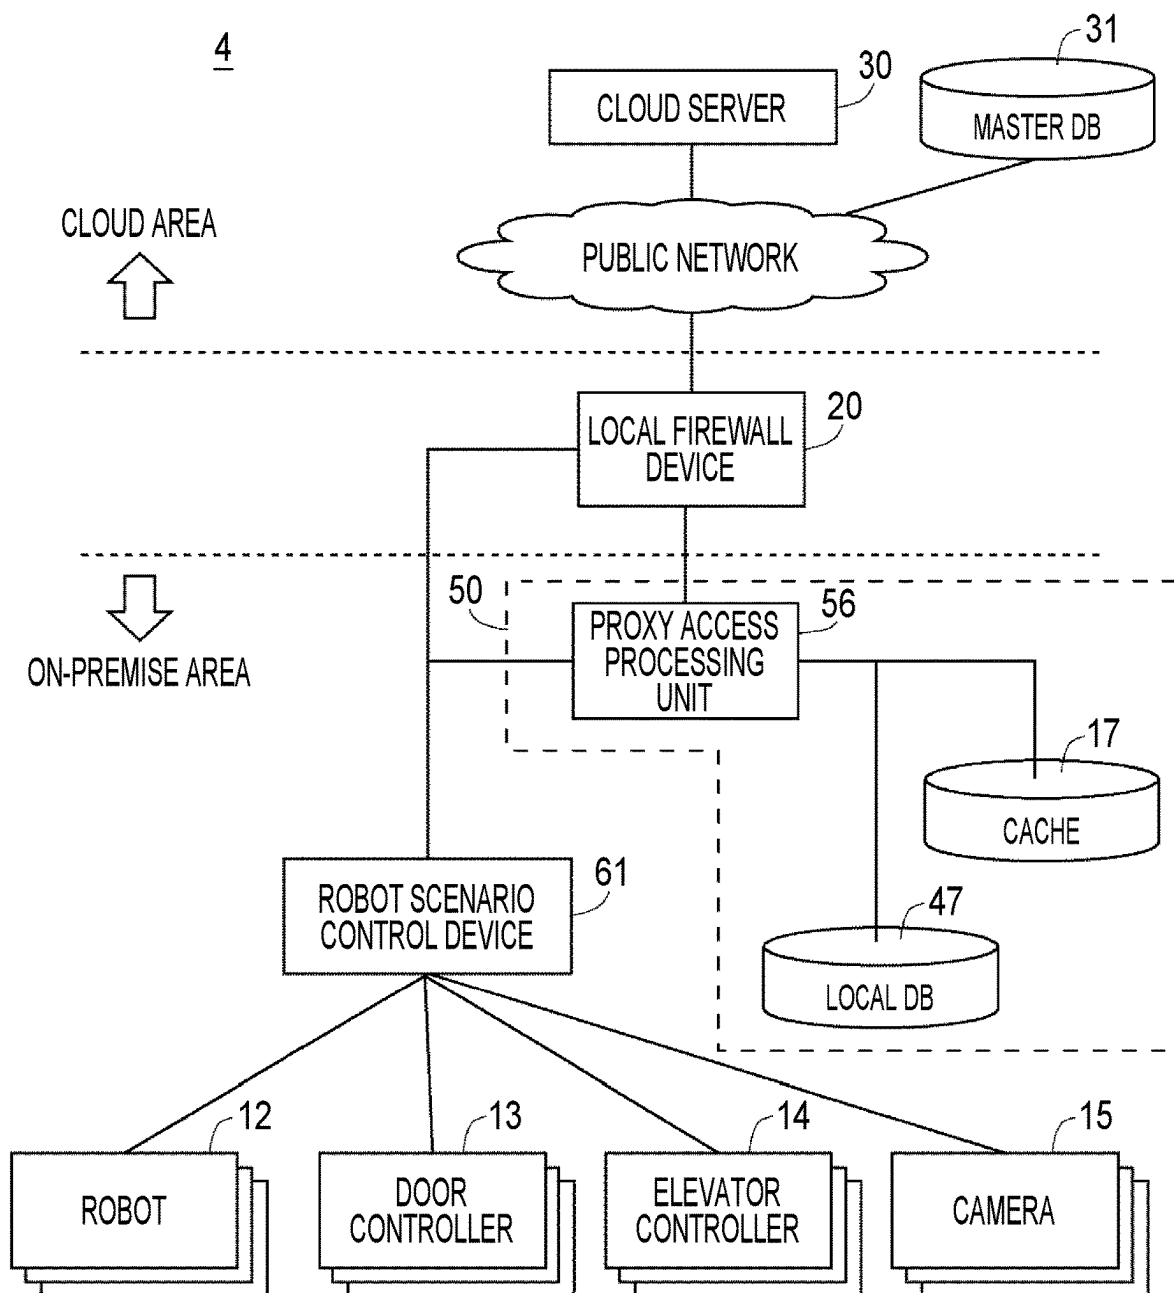 4
31
30
CLOUD SERVER
MASTER DB
CLOUD AREA
PUBLIC NETWORK
20
LOCAL FIREWALL
DEVICE
50
56
PROXY ACCESS
PROCESSING
UNIT
ON-PREMISE AREA
17
CACHE
61
ROBOT SCENARIO
CONTROL DEVICE
47
LOCAL DB
12
13
14
15
ROBOT
DOOR
CONTROLLER
ELEVATOR
CONTROLLER
CAMERA